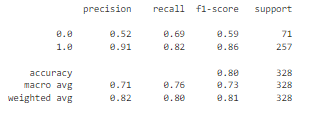 precision recall f1-score support
0.0 0.52 0.69 0.59 71
1.0 0.91 0.82 0.86 257
accuracy 0.80 328
macro avg 0.71 0.76 0.73 328
weighted avg 0.82 0.80 0.81 328